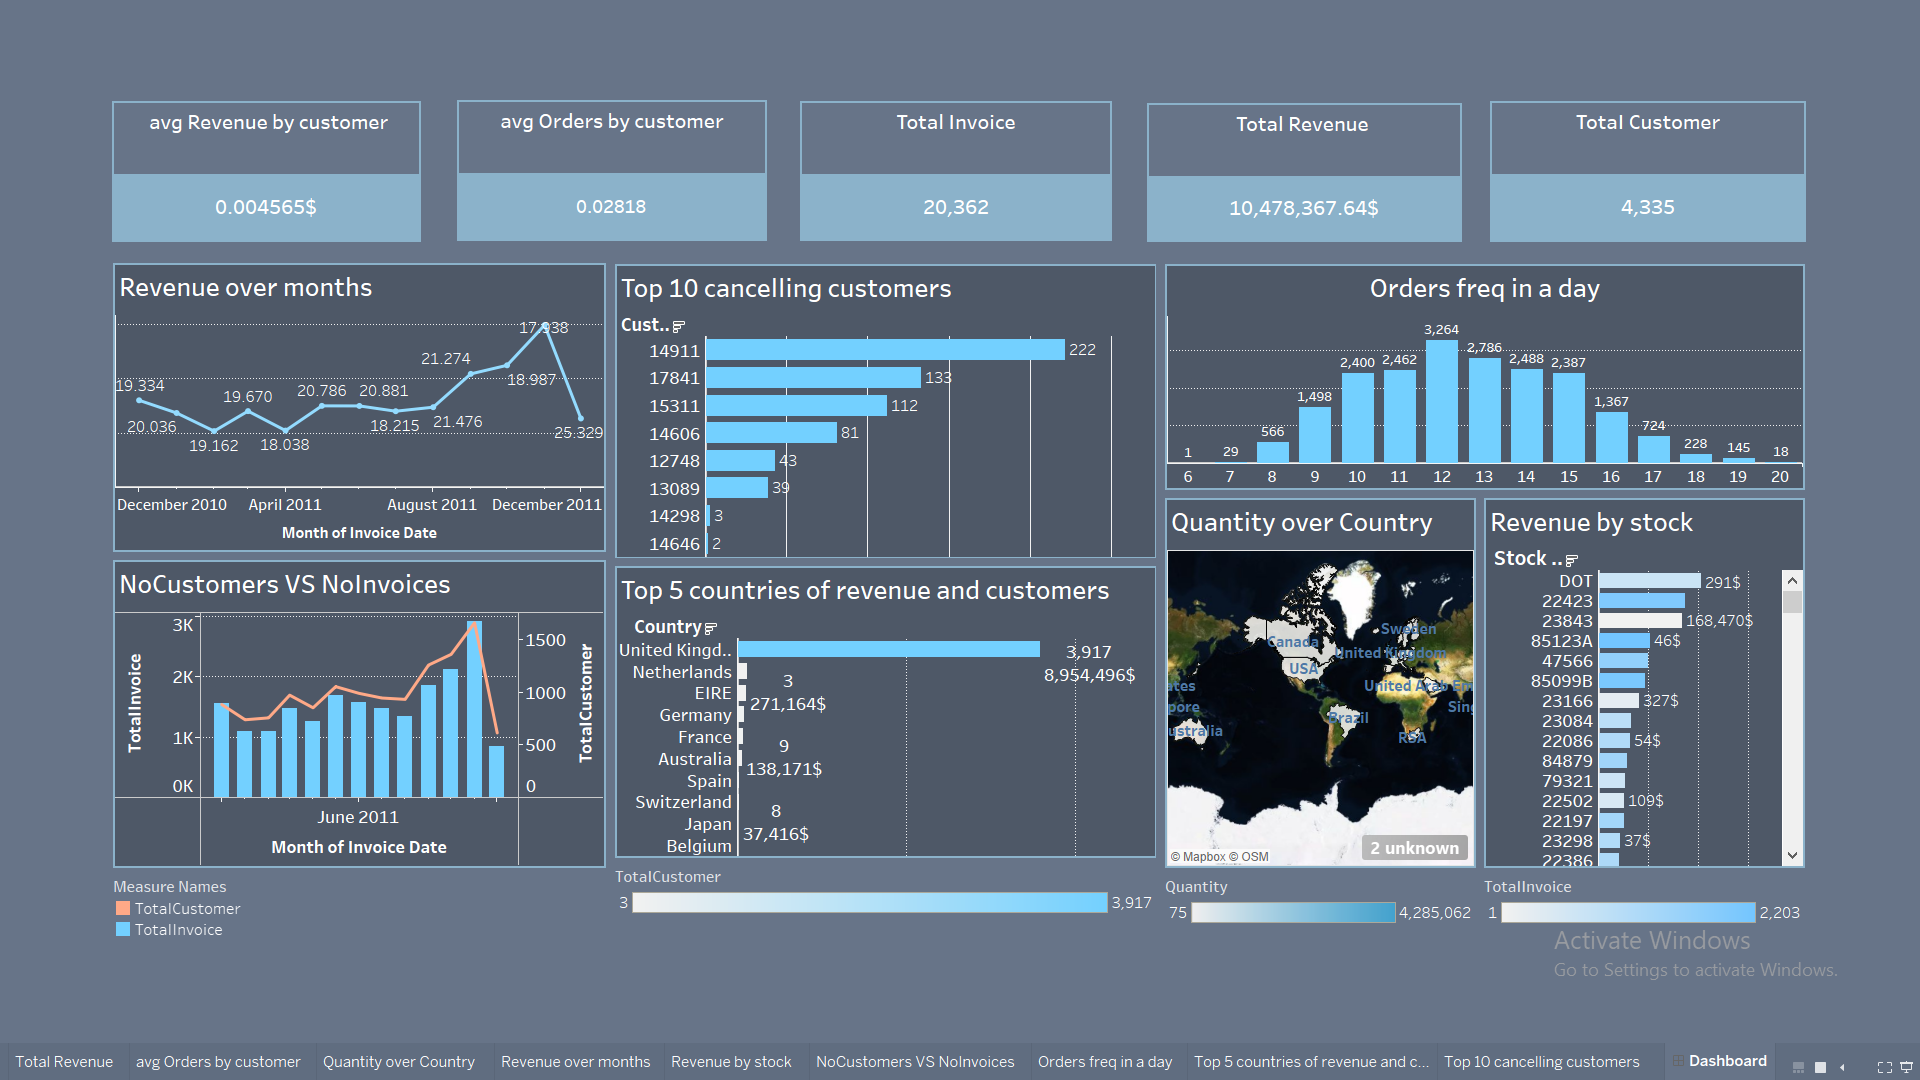 avg Revenue by customer
0.004565$
avg Orders by customer
0.02818
Total Invoice
20,362
Total Revenue
10,478,367.64$
Total Customer
4,335
Revenue over months
19.334
20.036
19.162
19.670
18.038
20.786
20.881
18.215
21.476
21.274
18.987
17.938
25.329
December 2010 April 2011 August 2011 December 2011
Month of Invoice Date
Top 10 cancelling customers
Cust..
14911 222
17841 133
15311 112
14606 81
12748 43
13089 39
14298 3
14646 2
Orders freq in a day
1 29 566 1,498 2,400 2,462 3,264 2,786 2,488 2,387 1,367 724 228 145 18
6 7 8 9 10 11 12 13 14 15 16 17 18 19 20
NoCustomers VS NoInvoices
TotalInvoice
3K
2K
1K
0K
1500
1000
500
0
TotalCustomer
June 2011
Month of Invoice Date
Measure Names
TotalCustomer
TotalInvoice
Top 5 countries of revenue and customers
Country
United Kingd..
Netherlands
EIRE
Germany
France
Australia
Spain
Switzerland
Japan
Belgium
3,917
8,954,496$
3
271,164$
9
138,171$
8
37,416$
TotalCustomer
3 3,917
Quantity over Country
Canada
Sweden
United Kingdom
USA
ates
United Arab Em
pore
Sing
Brazil
ustralia
RSA
2 unknown
© Mapbox © OSM
Quantity
75 4,285,062
Revenue by stock
Stock ..
DOT 291$
22423
23843 168,470$
85123A 46$
47566
85099B
23166 327$
23084
22086 54$
84879
79321
22502 109$
22197
23298 37$
22386
TotalInvoice
1 2,203
Activate Windows
Go to Settings to activate Windows.
Total Revenue avg Orders by customer Quantity over Country Revenue over months Revenue by stock NoCustomers VS NoInvoices Orders freq in a day Top 5 countries of revenue and c... Top 10 cancelling customers Dashboard